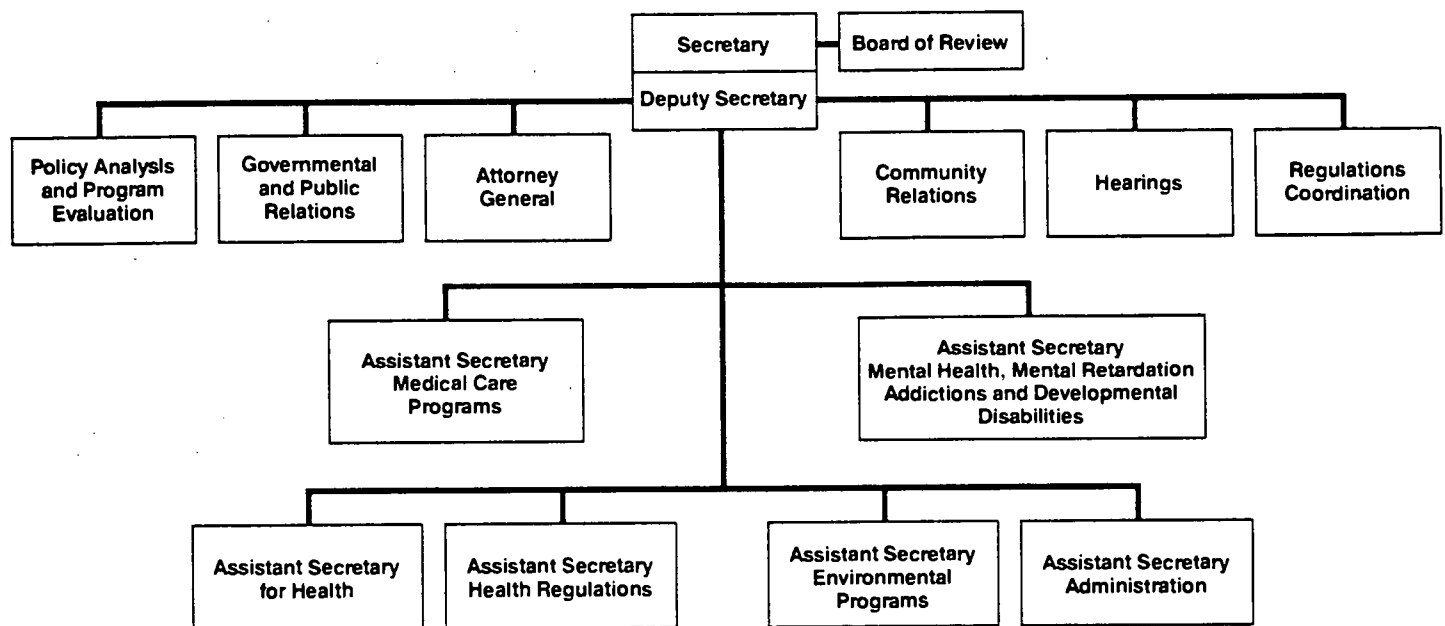 Secretary
Board of Review
Deputy Secretary
Policy Analysis
and Program
Evaluation
Governmental
and Public
Relations
Attorney
General
Community
Relations
Hearings
Regulations
Coordination
Assistant Secretary
Medical Care
Programs
Assistant Secretary
Mental Health, Mental Retardation
Addictions and Developmental
Disabilities
Assistant Secretary
for Health
Assistant Secretary
Health Regulations
Assistant Secretary
Environmental
Programs
Assistant Secretary
Administration